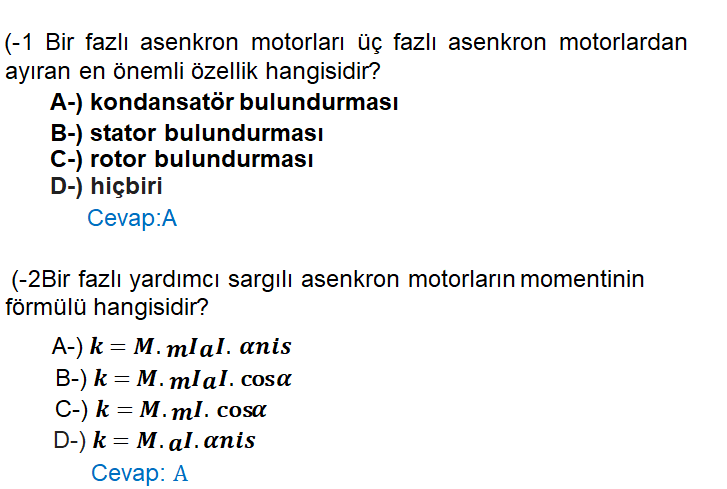 (-1 Bir fazlı asenkron motorları üç fazlı asenkron motorlardan
ayıran en önemli özellik hangisidir?
A-) kondansatör bulundurması
B-) stator bulundurması
C-) rotor bulundurması
D-) hiçbiri
Cevap:A
(-2Bir fazlı yardımcı sargılı asenkron motorların momentinin
förmülü hangisidir?
A-) k = M. mIaI. αnis
B-) k = M. mIaI. cosα
C-) k = M. mI. cosα
D-) k = M. aI. αnis
Cevap: A